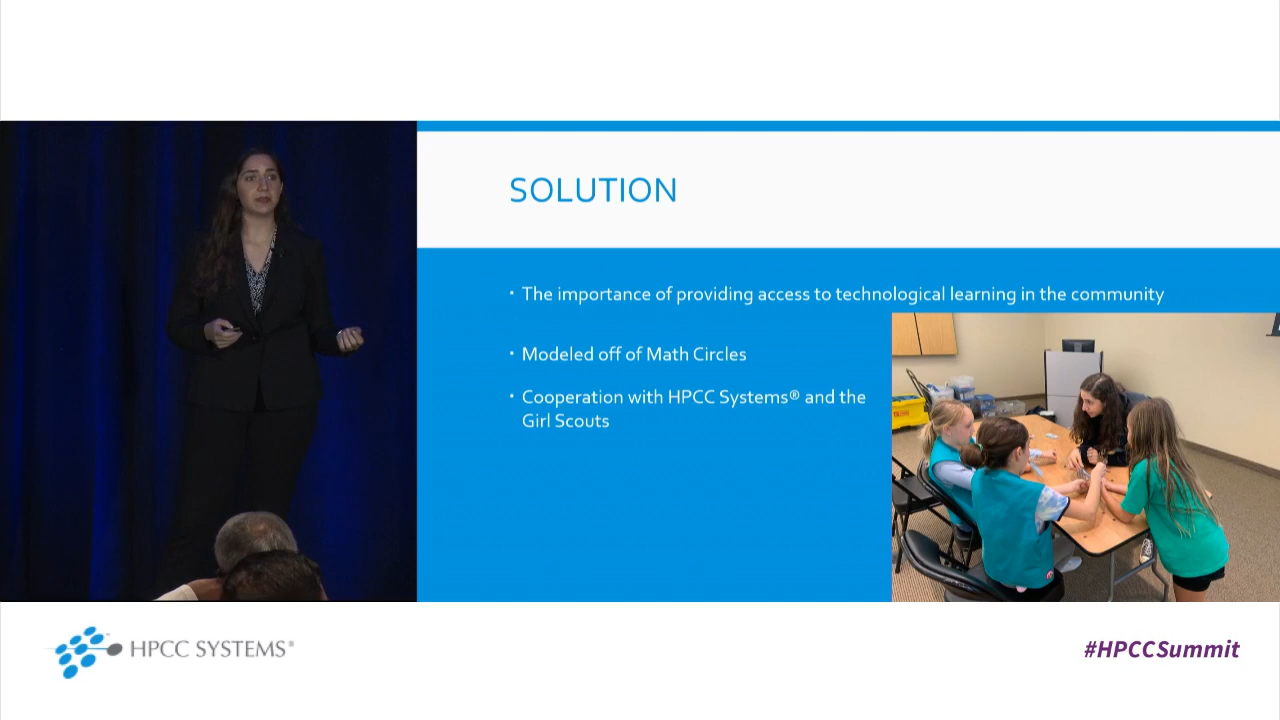 SOLUTION
· The importance of providing access to technological learning in the community
· Modeled off of Math Circles
· Cooperation with HPCC Systems® and the
Girl Scouts
HPCC SYSTEMS®
#HPCCSummit